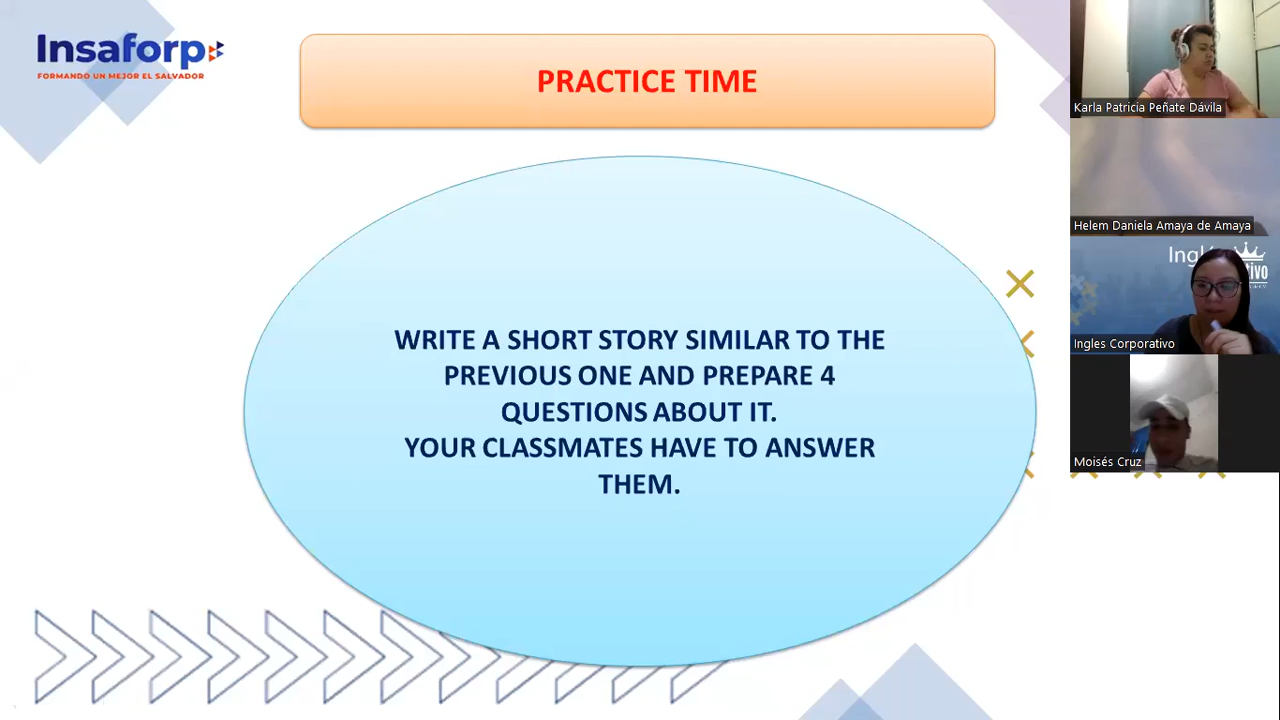 Insaforp
FORMANDO UN MEJOR EL SALVADOR
PRACTICE TIME
WRITE A SHORT STORY SIMILAR TO THE
PREVIOUS ONE AND PREPARE 4
QUESTIONS ABOUT IT.
YOUR CLASSMATES HAVE TO ANSWER
THEM.
Karla Patricia Peñate Dávila
Helem Daniela Amaya de Amaya
Ingles Corporativo
Moisés Cruz